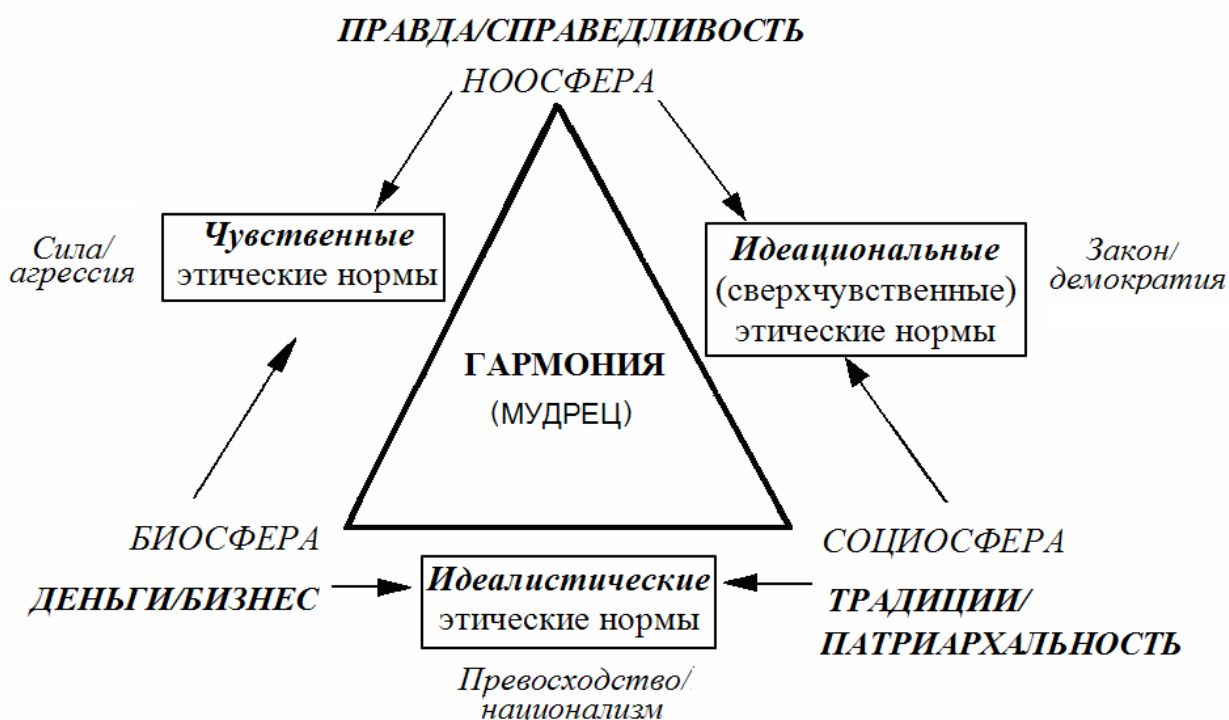 ПРАВДА/СПРАВЕДЛИВОСТЬ
НООСФЕРА
Сила/
агрессия
Чувственные
этические нормы
Идеациональные
(сверхчувственные)
этические нормы
Закон/
демократия
ГАРМОНИЯ
(МУДРЕЦ)
БИОСФЕРА
ДЕНЬГИ/БИЗНЕС
Идеалистические
этические нормы
СОЦИОСФЕРА
ТРАДИЦИИ/
ПАТРИАРХАЛЬНОСТЬ
Превосходство/
национализм